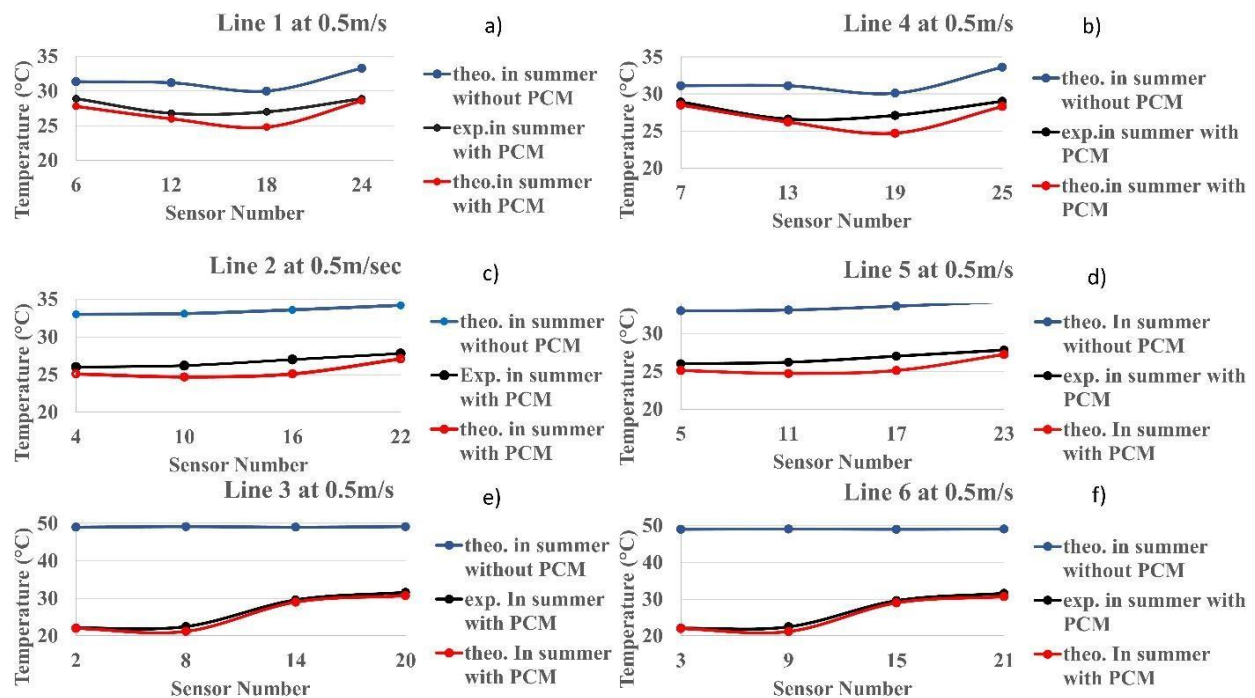 Line 1 at 0.5m/s
a)
Temperature (°C)
35
30
25
20
6 12 18 24
Sensor Number
theo. in summer
without PCM
exp.in summer
with PCM
theo.in summer
with PCM
Line 4 at 0.5m/s
b)
Temperature (°C)
35
30
25
20
7 13 19 25
Sensor Number
theo. in summer
without PCM
exp.in summer with
PCM
theo.in summer with
PCM
Line 2 at 0.5m/sec
c)
Temperature (°C)
35
30
25
20
4 10 16 22
Sensor Number
theo. in summer
without PCM
Exp. in summer
with PCM
theo. in summer
with PCM
Line 5 at 0.5m/s
d)
Temperature (°C)
30
25
20
5 11 17 23
Sensor Number
theo. In summer
without PCM
exp. in summer with
PCM
theo. In summer
with PCM
Line 3 at 0.5m/s
e)
Temperature (°C)
50
40
30
20
2 8 14 20
Sensor Number
theo. in summer
without PCM
exp. In summer
with PCM
theo. In summer
with PCM
Line 6 at 0.5m/s
f)
Temperature (°C)
50
40
30
20
3 9 15 21
Sensor Number
theo. in summer
without PCM
exp. in summer with
PCM
theo. In summer
with PCM